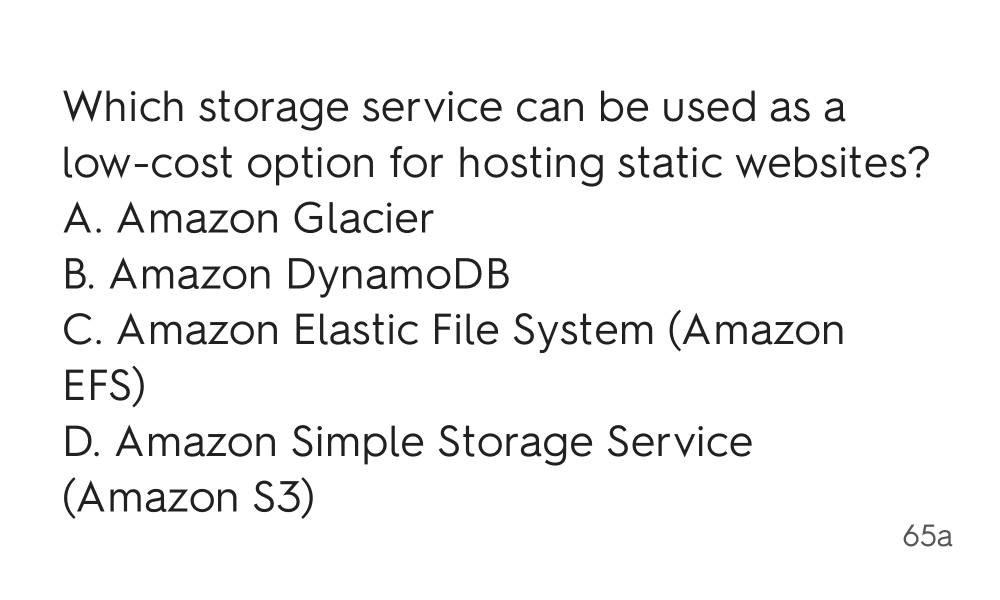 Which storage service can be used as a
low-cost option for hosting static websites?
A. Amazon Glacier
B. Amazon DynamoDB
C. Amazon Elastic File System (Amazon
EFS)
D. Amazon Simple Storage Service
(Amazon S3)
65a